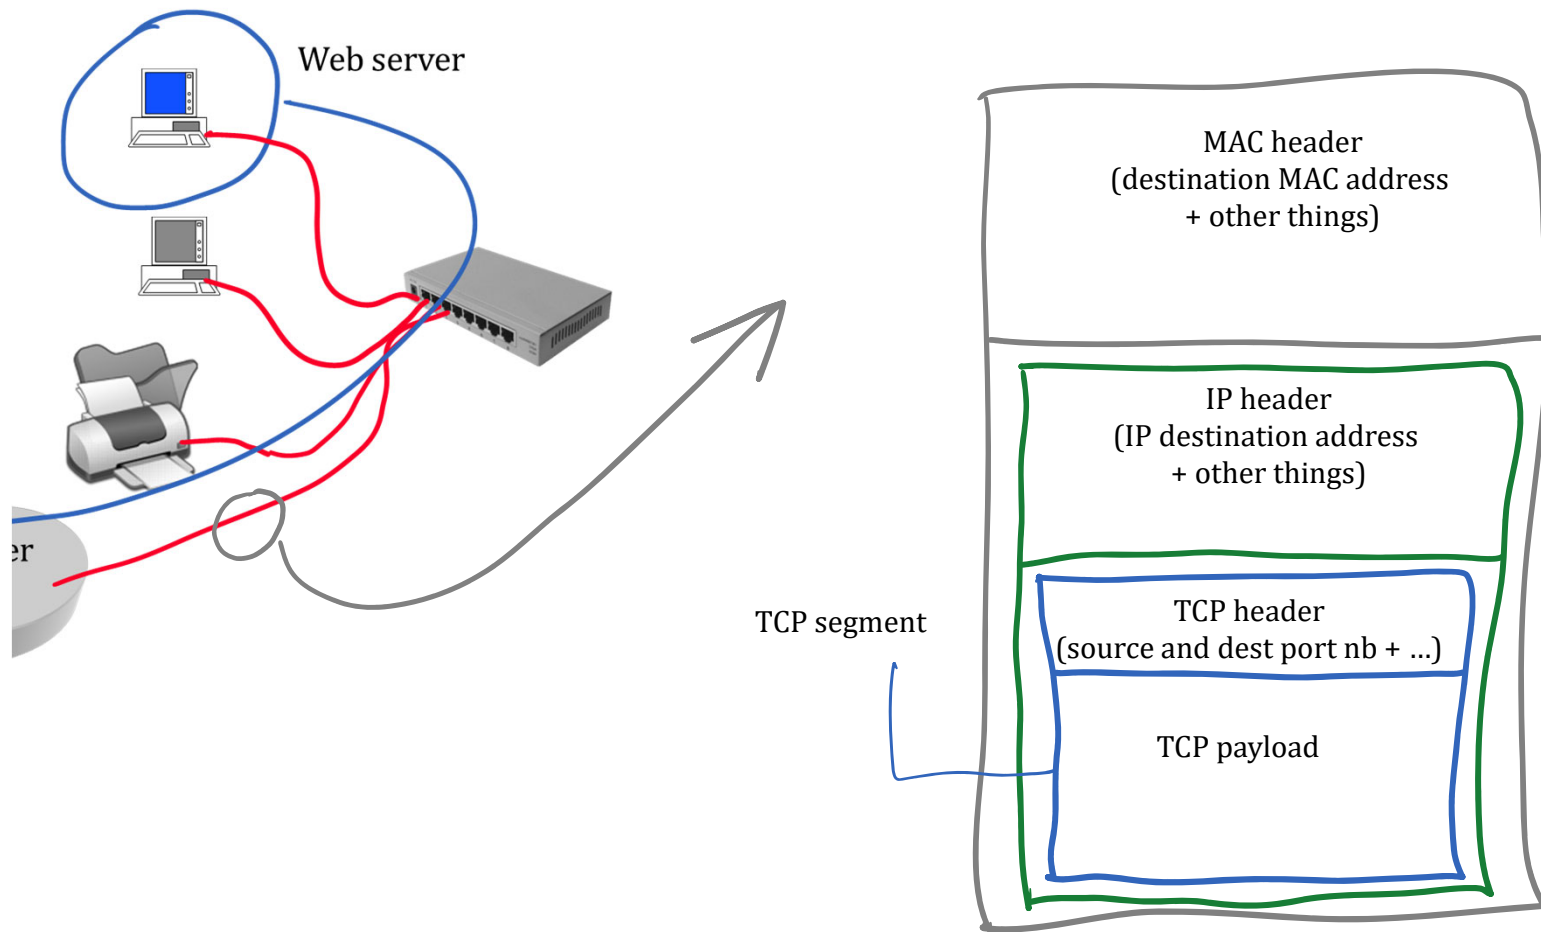 Web server
er
TCP segment
MAC header
(destination MAC address
+ other things)
IP header
(IP destination address
+ other things)
TCP header
(source and dest port nb + …)
TCP payload